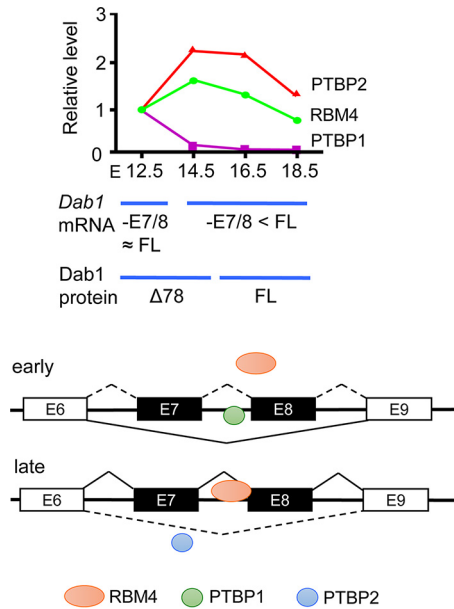 3
2
1
0
Relative level
PTBP2
RBM4
PTBP1
E 12.5 14.5 16.5 18.5
Dab1
mRNA
-E7/8
≈ FL
-E7/8 < FL
Dab1
protein
Δ78
FL
early
E6 E7 E8 E9
late
E6 E7 E8 E9
RBM4 PTBP1 PTBP2